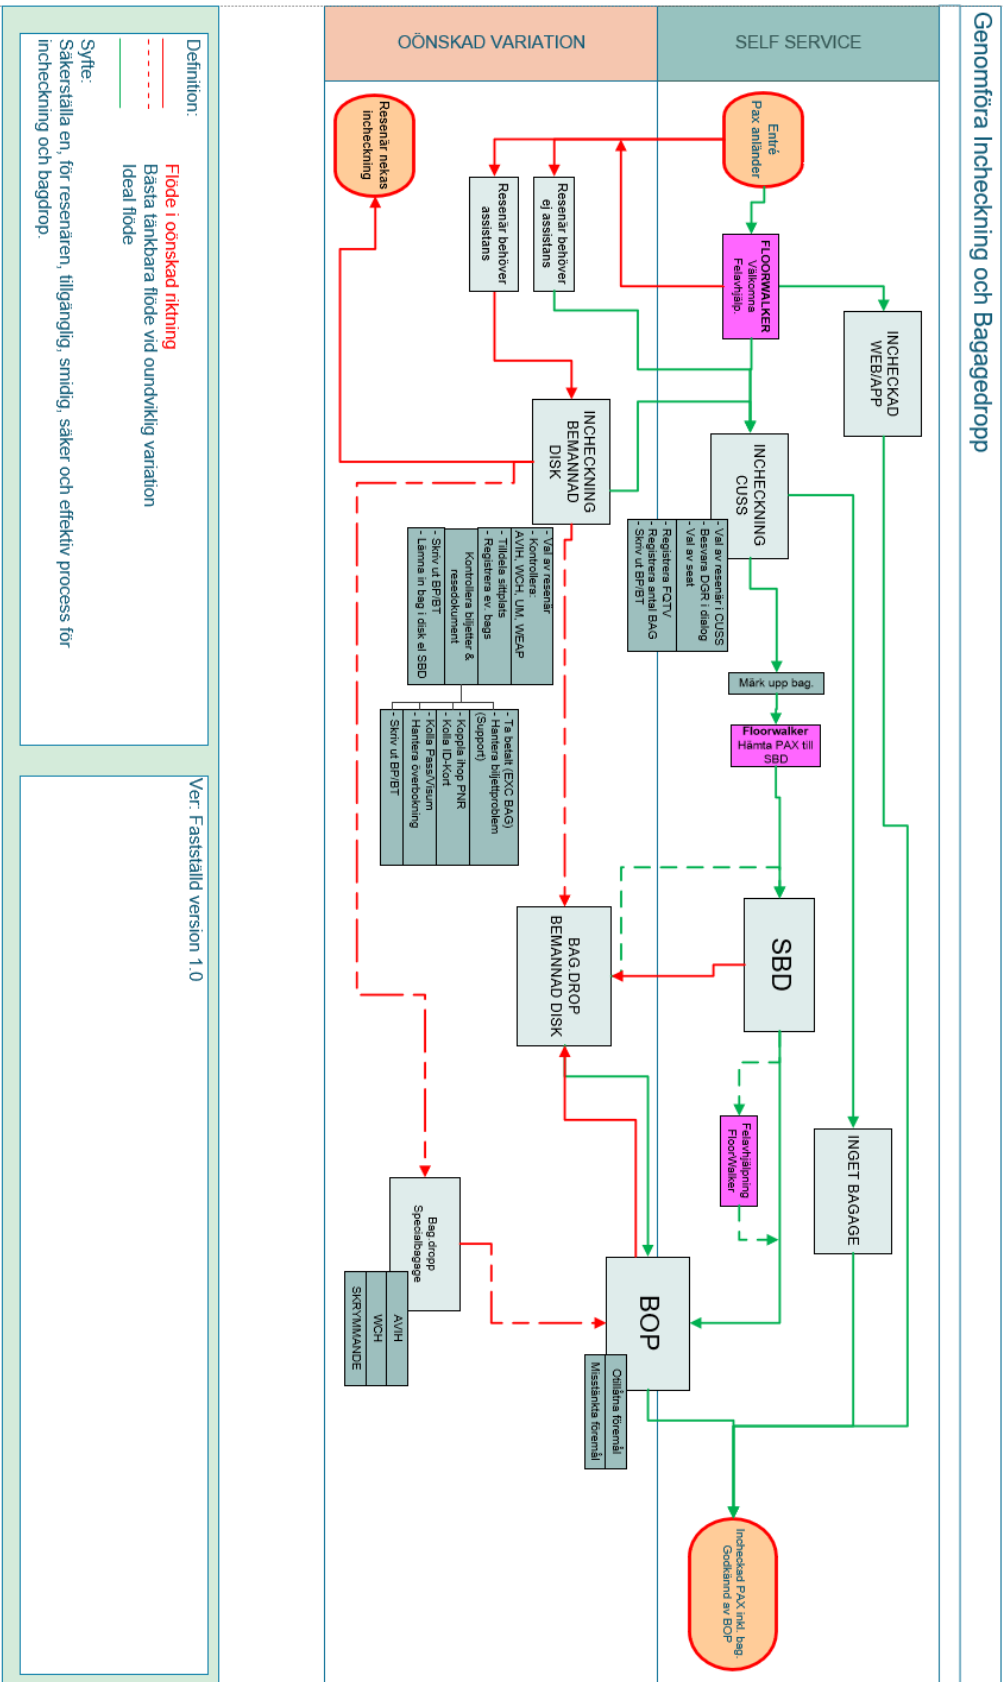 Genomföra Incheckning och Bagagedropp
SELF SERVICE
OÖNSKAD VARIATION
Entré
Pax anländer
FLOORWALKER
Välkomna
Felavhjälp.
INCHECKAD
WEB/APP
INCHECKNING
CUSS
- Val av resenär i CUSS
- Besvara DGR i dialog
- Val av seat
- Registrera FQTV
- Registrera antal BAG
- Skriv ut BP/BT
Märk upp bag.
Floorwalker
Hämta PAX till
SBD
SBD
Felavhjälpning
FloorWalker
INGET BAGAGE
Incheckad PAX inkl. bag.
Godkännd av BOP
Resenär nekas
incheckning
Resenär behöver
ej assistans
Resenär behöver
assistans
INCHECKNING
BEMANNAD
DISK
- Val av resenär
- Kontrollera:
AVIH, WCH, UM, WEAP
- Tilldela sittplats
- Registrera ev. bags
Kontrollera biljetter &
resedokument
- Skriv ut BP/BT
- Lämna in bag i disk el SBD
- Ta betalt (EXC BAG)
- Hantera biljettproblem
(Support)
- Koppla ihop PNR
- Kolla ID-Kort
- Kolla Pass/Visum
- Hantera överbokning
- Skriv ut BP/BT
BAG.DROP
BEMANNAD DISK
Bag.dropp
Specialbagage
AVIH
WCH
SKRYMMANDE
BOP
Otillåtna föremål
Misstänkta föremål
Definition:
Flöde i oönskad riktning
Bästa tänkbara flöde vid oundviklig variation
Ideal flöde
Syfte:
Säkerställa en, för resenären, tillgänglig, smidig, säker och effektiv process för
incheckning och bagdrop.
Ver: Fastställd version 1.0